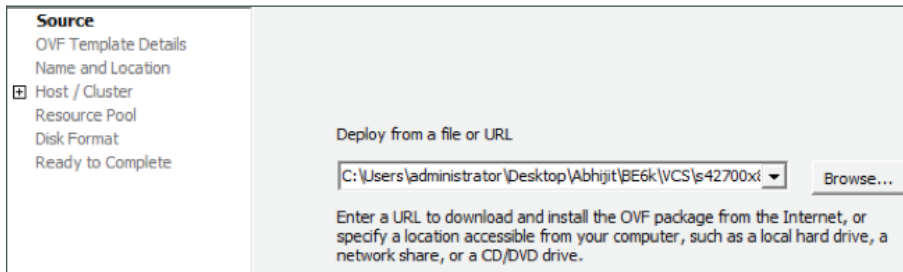 Source
OVF Template Details
Name and Location
Host / Cluster
Resource Pool
Disk Format
Ready to Complete
Deploy from a file or URL
C:\Users\administrator\Desktop\Abhijit\BE6k\VCS\s42700x
Browse...
Enter a URL to download and install the OVF package from the Internet, or
specify a location accessible from your computer, such as a local hard drive, a
network share, or a CD/DVD drive.